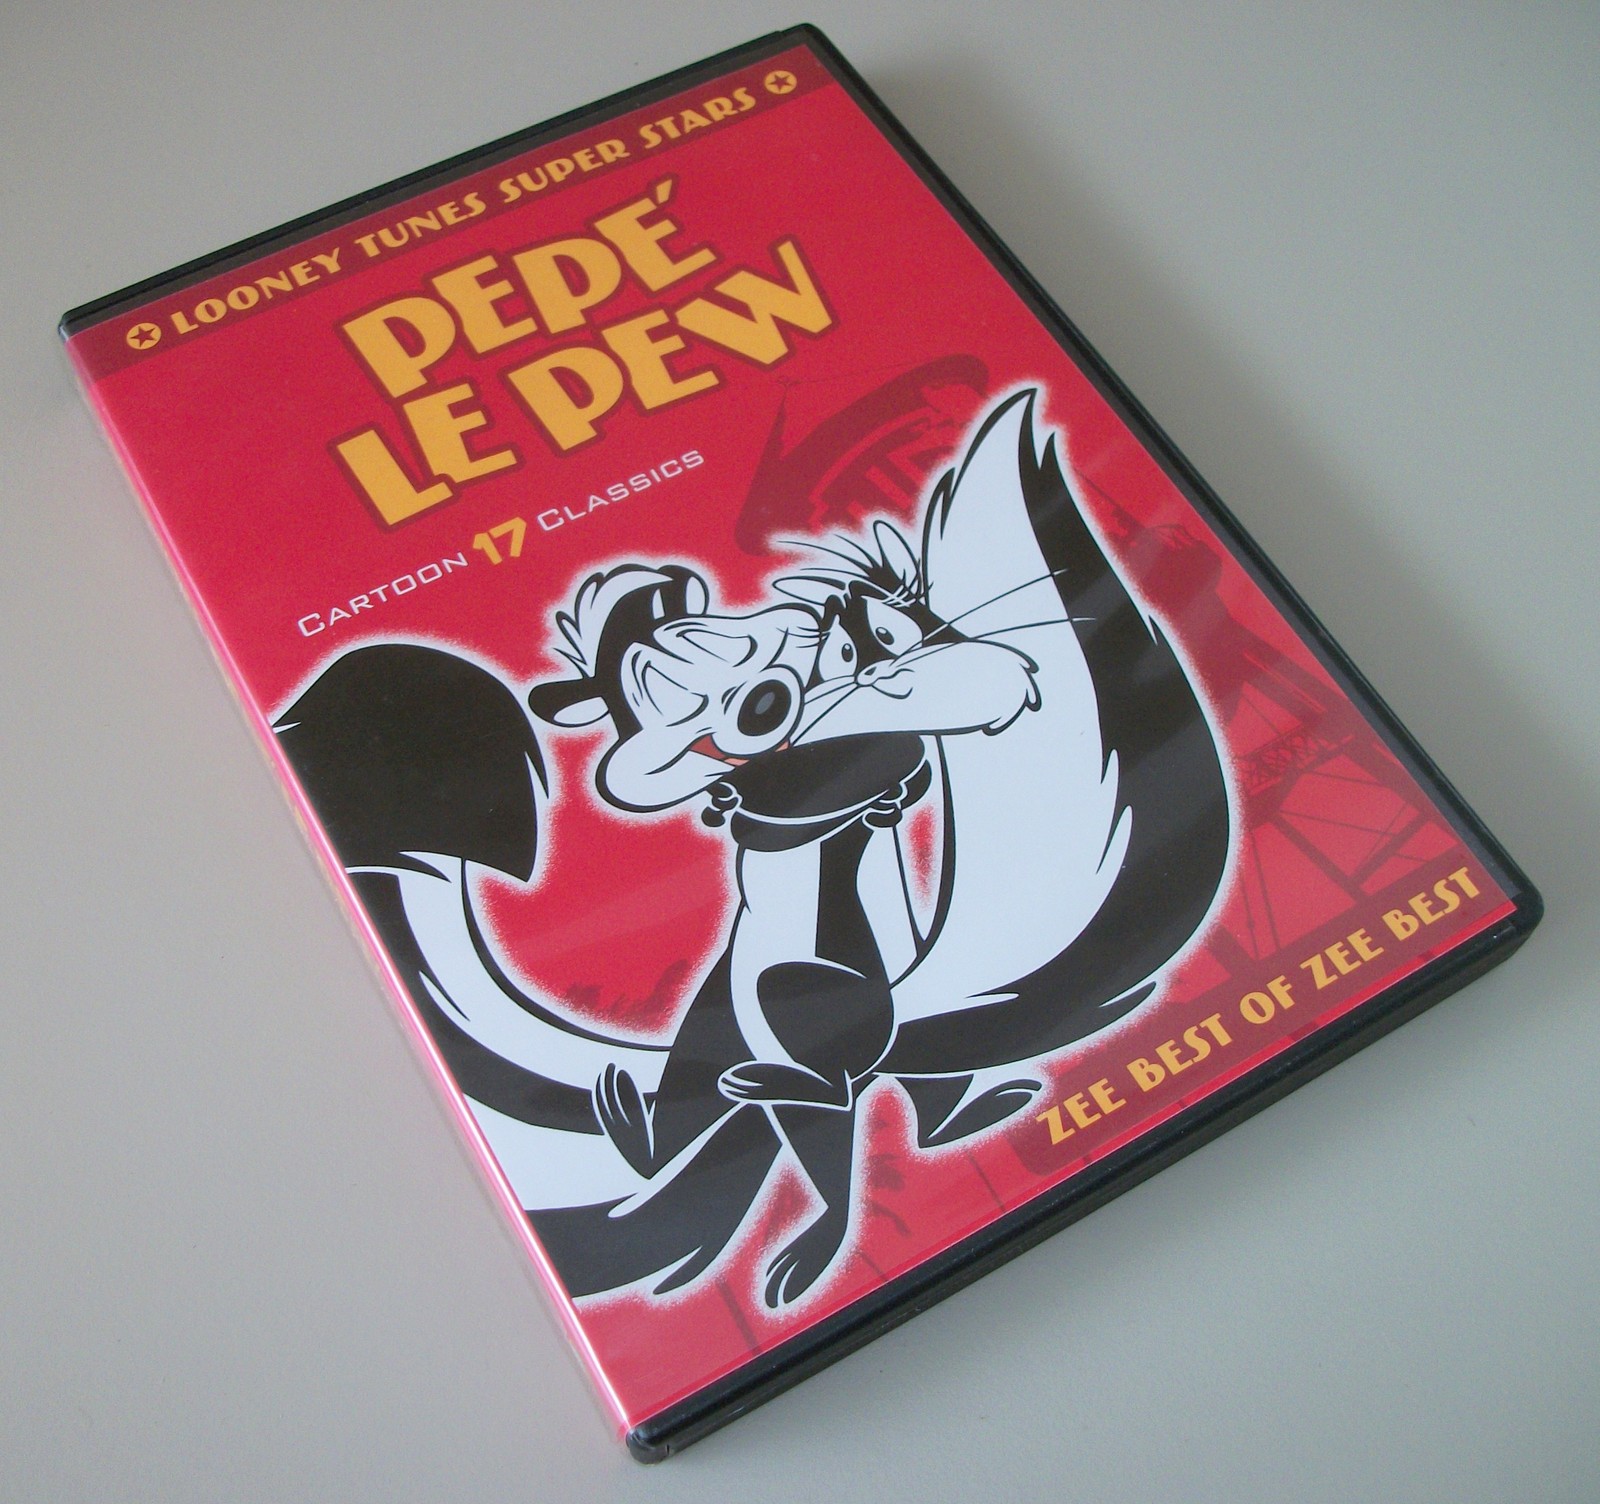 LOONEY TUNES SUPER STARS
PEPÉ
LE PEW
CARTOON 17 CLASSICS
ZEE BEST OF ZEE BEST